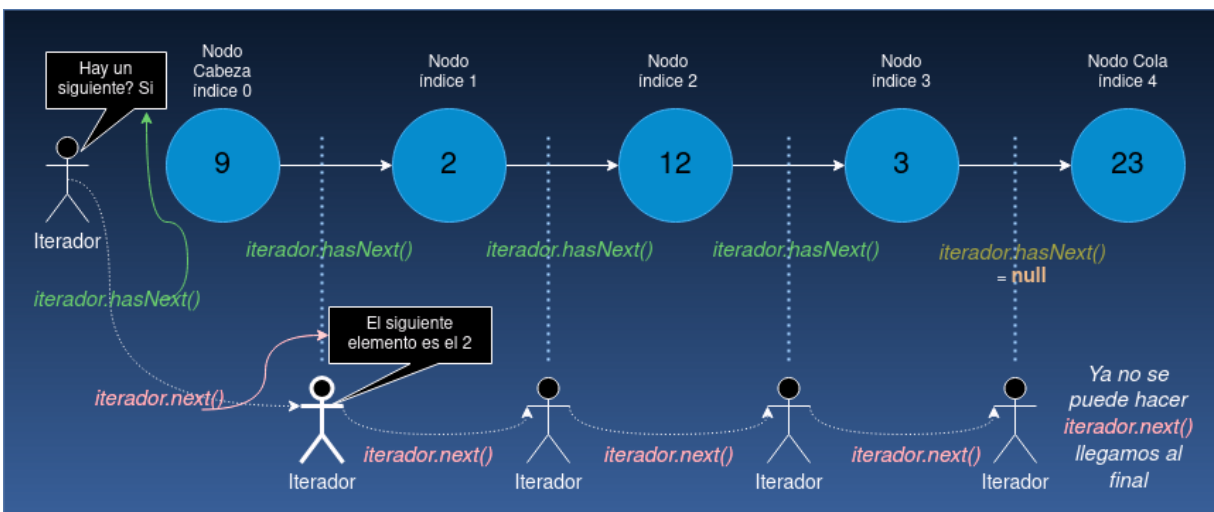 Hay un
siguiente? Si
Nodo
Cabeza
índice 0
Nodo
índice 1
Nodo
índice 2
Nodo
índice 3
Nodo Cola
índice 4
9
2
12
3
23
Iterador
iterador.hasNext()
iterador.hasNext()
iterador.hasNext()
iterador.hasNext()
= null
iterador.hasNext()
El siguiente
elemento es el 2
iterador.next()
iterador.next()
iterador.next()
iterador.next()
Iterador
Iterador
Iterador
Iterador
Ya no se
puede hacer
iterador.next()
llegamos al
final